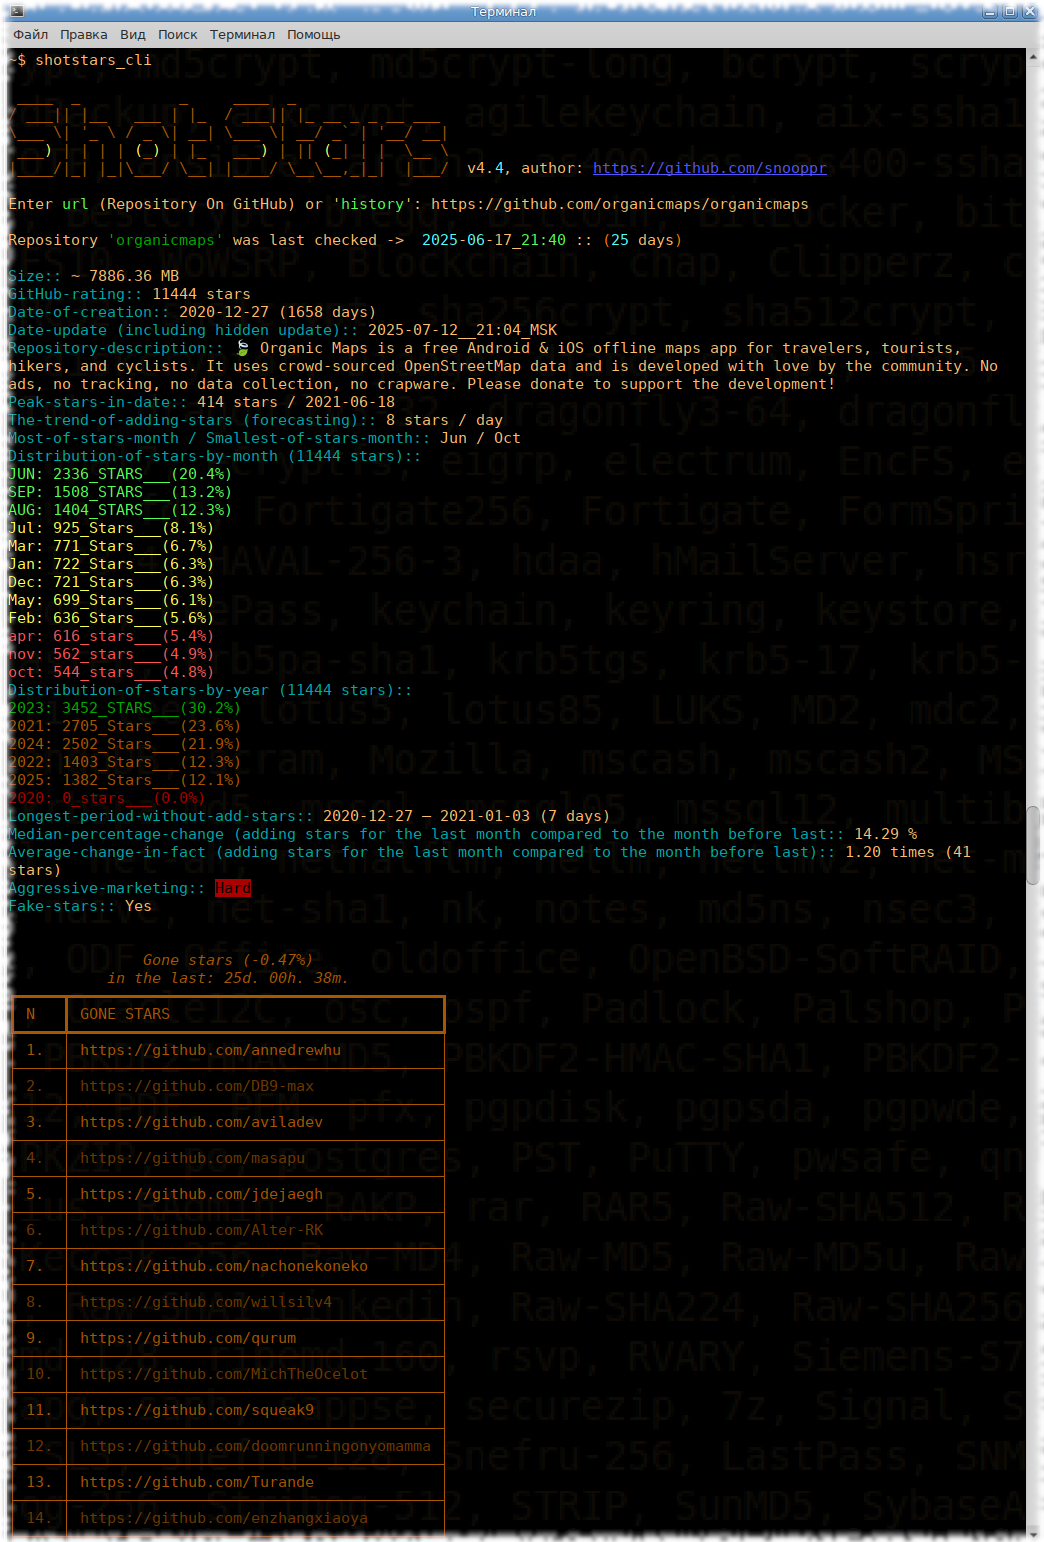 Терминал
Файл Правка Вид Поиск Терминал Помощь
~$ shotstars_cli
Shot Stars
v4.4, author: https://github.com/snooppr
Enter url (Repository On GitHub) or 'history': https://github.com/organicmaps/organicmaps
Repository 'organicmaps' was last checked -> 2025-06-17_21:40 :: (25 days)
Size:: ~ 7886.36 MB
GitHub-rating:: 11444 stars
Date-of-creation:: 2020-12-27 (1658 days)
Date-update (including hidden update):: 2025-07-12__21:04_MSK
Repository-description:: 🍃 Organic Maps is a free Android & iOS offline maps app for travelers, tourists,
hikers, and cyclists. It uses crowd-sourced OpenStreetMap data and is developed with love by the community. No
ads, no tracking, no data collection, no crapware. Please donate to support the development!
Peak-stars-in-date:: 414 stars / 2021-06-18
The-trend-of-adding-stars (forecasting):: 8 stars / day
Most-of-stars-month / Smallest-of-stars-month:: Jun / Oct
Distribution-of-stars-by-month (11444 stars)::
JUN: 2336_STARS___(20.4%)
SEP: 1508_STARS___(13.2%)
AUG: 1404_STARS___(12.3%)
Jul: 925_Stars___(8.1%)
Mar: 771_Stars___(6.7%)
Jan: 722_Stars___(6.3%)
Dec: 721_Stars___(6.3%)
May: 699_Stars___(6.1%)
Feb: 636_Stars___(5.6%)
apr: 616_stars___(5.4%)
nov: 562_stars___(4.9%)
oct: 544_stars___(4.8%)
Distribution-of-stars-by-year (11444 stars)::
2023: 3452_STARS___(30.2%)
2021: 2705_Stars___(23.6%)
2024: 2502_Stars___(21.9%)
2022: 1403_Stars___(12.3%)
2025: 1382_Stars___(12.1%)
2020: 0_stars___(0.0%)
Longest-period-without-add-stars:: 2020-12-27 — 2021-01-03 (7 days)
Median-percentage-change (adding stars for the last month compared to the month before last:: 14.29 %
Average-change-in-fact (adding stars for the last month compared to the month before last):: 1.20 times (41
stars)
Aggressive-marketing:: Hard
Fake-stars:: Yes
Gone stars (-0.47%)
in the last: 25d. 00h. 38m.
N GONE STARS
1. https://github.com/annedrewhu
2. https://github.com/DB9-max
3. https://github.com/aviladev
4. https://github.com/masapu
5. https://github.com/jdejaegh
6. https://github.com/Alter-RK
7. https://github.com/nachonekoneko
8. https://github.com/willsilv4
9. https://github.com/qurum
10. https://github.com/MichTheOcelot
11. https://github.com/squeak9
12. https://github.com/doomrunningonyomamma
13. https://github.com/Turande
14. https://github.com/enzhangxiaoya